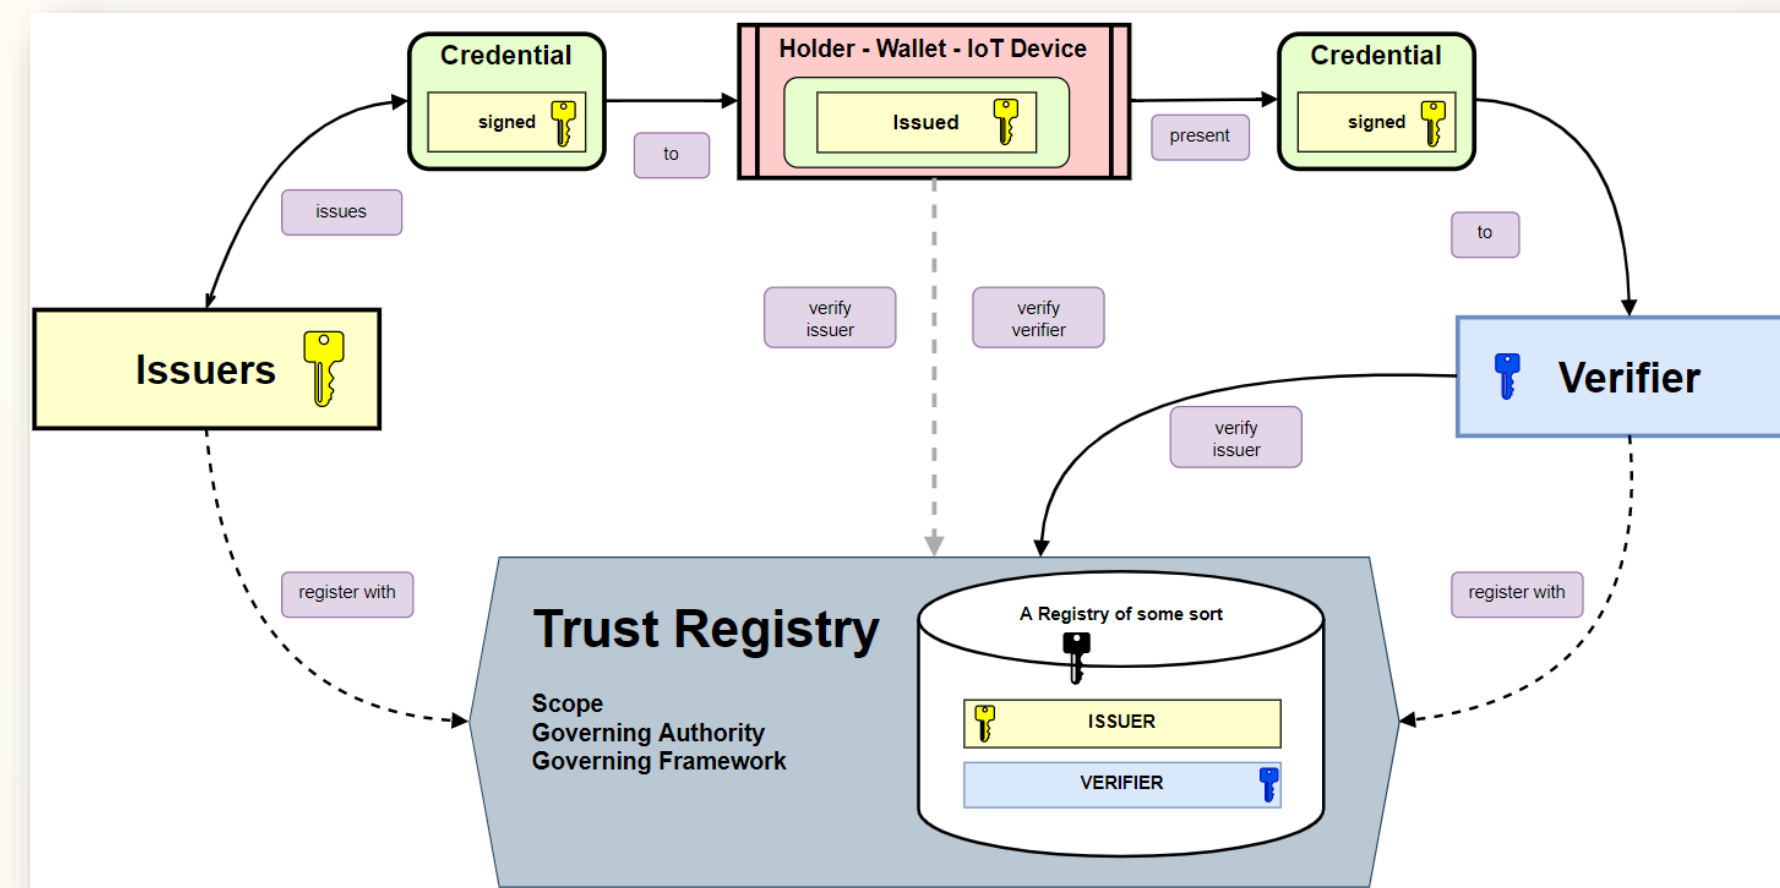 Credential
signed
to
Holder - Wallet - IoT Device
Issued
present
Credential
signed
issues
to
Issuers
verify
issuer
verify
verifier
Verifier
verify
issuer
register with
register with
Trust Registry
Scope
Governing Authority
Governing Framework
A Registry of some sort
ISSUER
VERIFIER